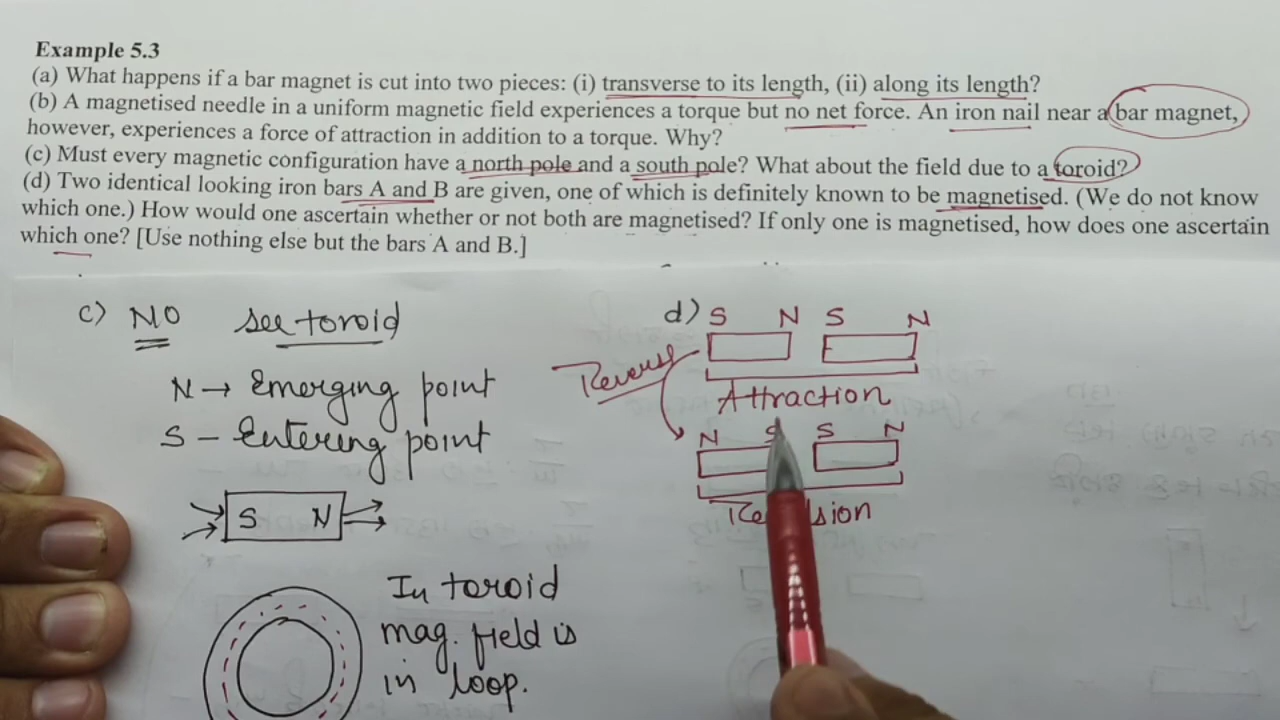 Example 5.3
(a) What happens if a bar magnet is cut into two pieces: (i) transverse to its length, (ii) along its length?
(b) A magnetised needle in a uniform magnetic field experiences a torque but no net force. An iron nail near a bar magnet,
however, experiences a force of attraction in addition to a torque. Why?
(c) Must every magnetic configuration have a north pole and a south pole? What about the field due to a toroid?
(d) Two identical looking iron bars A and B are given, one of which is definitely known to be magnetised. (We do not know
which one.) How would one ascertain whether or not both are magnetised? If only one is magnetised, how does one ascertain
which one? [Use nothing else but the bars A and B.]
c) NO see toroid
N → Emerging point
S - Entering point
S N
In toroid
mag. field is
in loop.
d) S N S N
Reverse
Attraction
N S S N